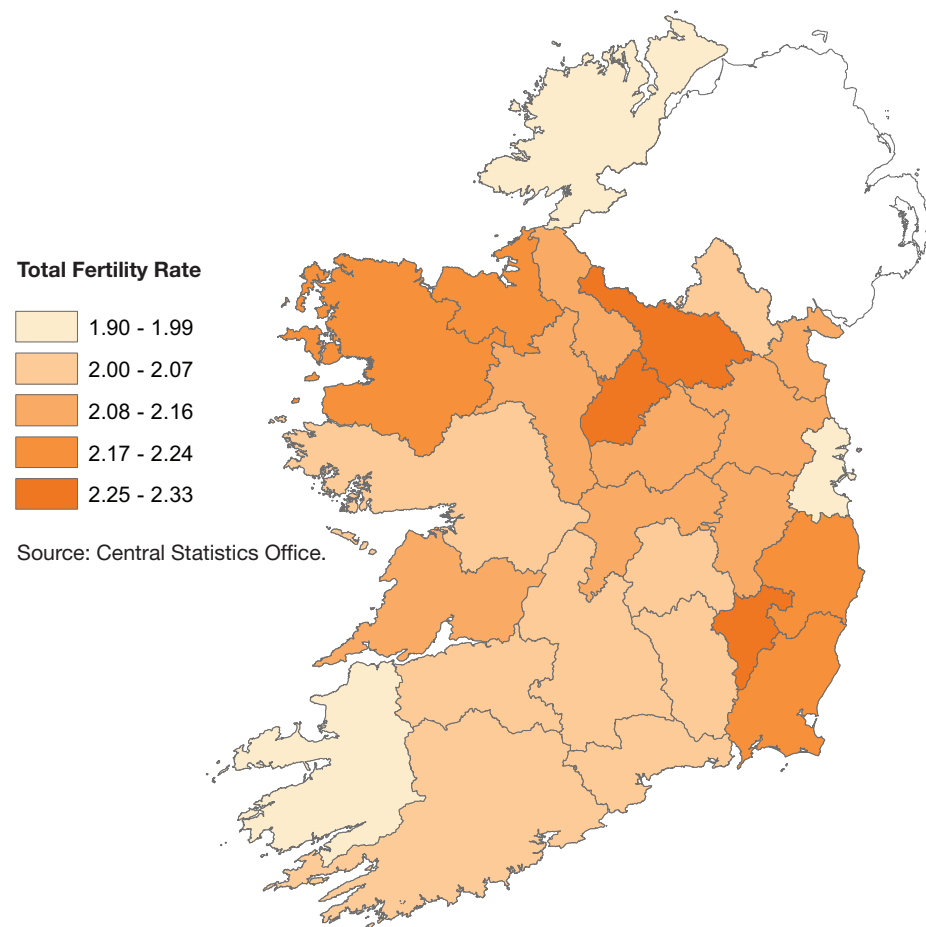 Total Fertility Rate
1.90 - 1.99
2.00 - 2.07
2.08 - 2.16
2.17 - 2.24
2.25 - 2.33
Source: Central Statistics Office.